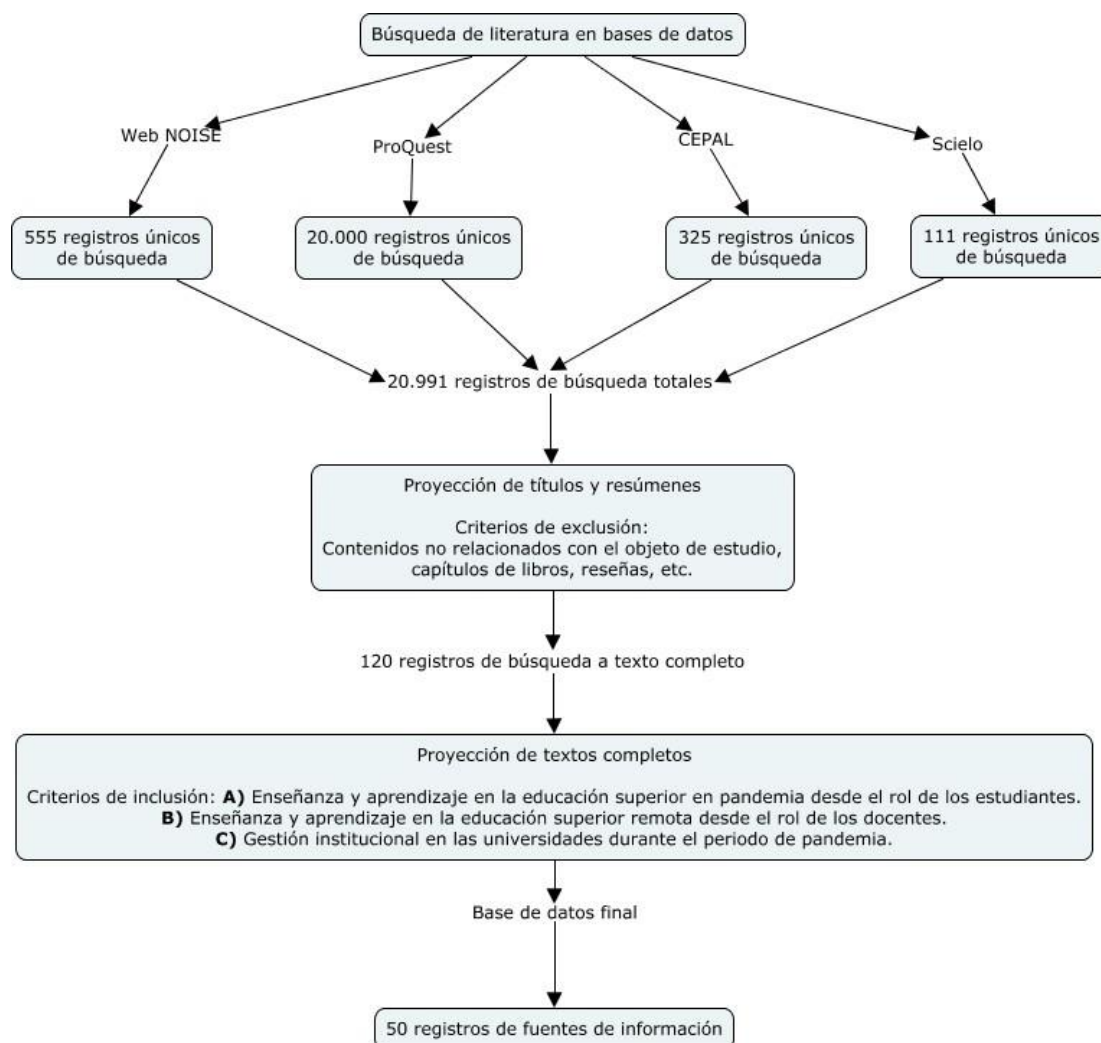 Búsqueda de literatura en bases de datos
Web NOISE
ProQuest
CEPAL
Scielo
555 registros únicos
de búsqueda
20.000 registros únicos
de búsqueda
325 registros únicos
de búsqueda
111 registros únicos
de búsqueda
20.991 registros de búsqueda totales
Proyección de títulos y resúmenes
Criterios de exclusión:
Contenidos no relacionados con el objeto de estudio,
capítulos de libros, reseñas, etc.
120 registros de búsqueda a texto completo
Proyección de textos completos
Criterios de inclusión: A) Enseñanza y aprendizaje en la educación superior en pandemia desde el rol de los estudiantes.
B) Enseñanza y aprendizaje en la educación superior remota desde el rol de los docentes.
C) Gestión institucional en las universidades durante el periodo de pandemia.
Base de datos final
50 registros de fuentes de información